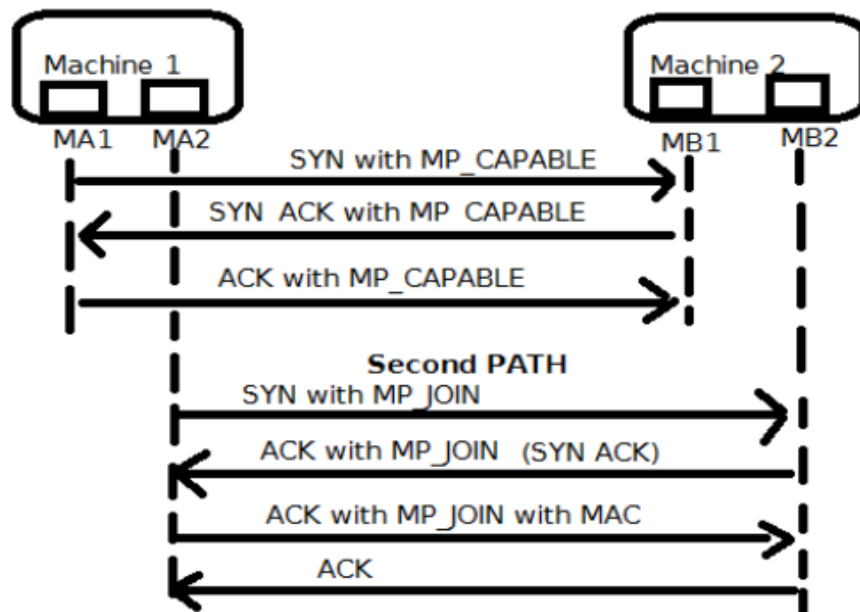 Machine 1
Machine 2
MA1
MA2
MB1
MB2
SYN with MP_CAPABLE
SYN ACK with MP CAPABLE
ACK with MP_CAPABLE
Second PATH
SYN with MP_JOIN
ACK with MP_JOIN (SYN ACK)
ACK with MP_JOIN with MAC
ACK